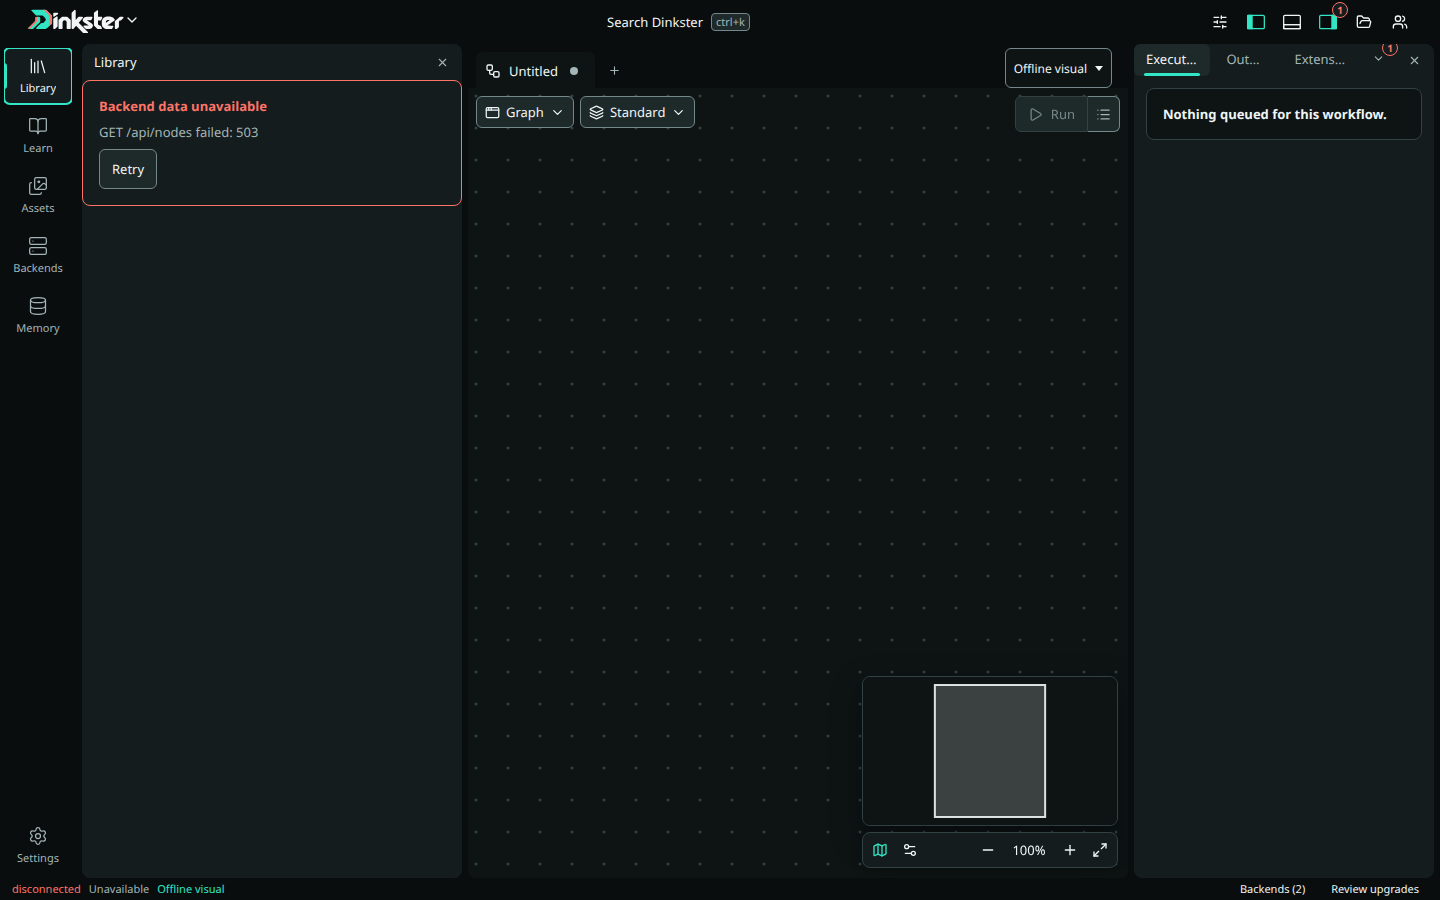 Dinkster
Search Dinkster ctrl+k
1
Library
Learn
Assets
Backends
Memory
Settings
Library
Backend data unavailable
GET /api/nodes failed: 503
Retry
Untitled
Offline visual
Graph
Standard
Run
100%
Execut...
Out...
Extens...
1
Nothing queued for this workflow.
disconnected Unavailable Offline visual
Backends (2) Review upgrades